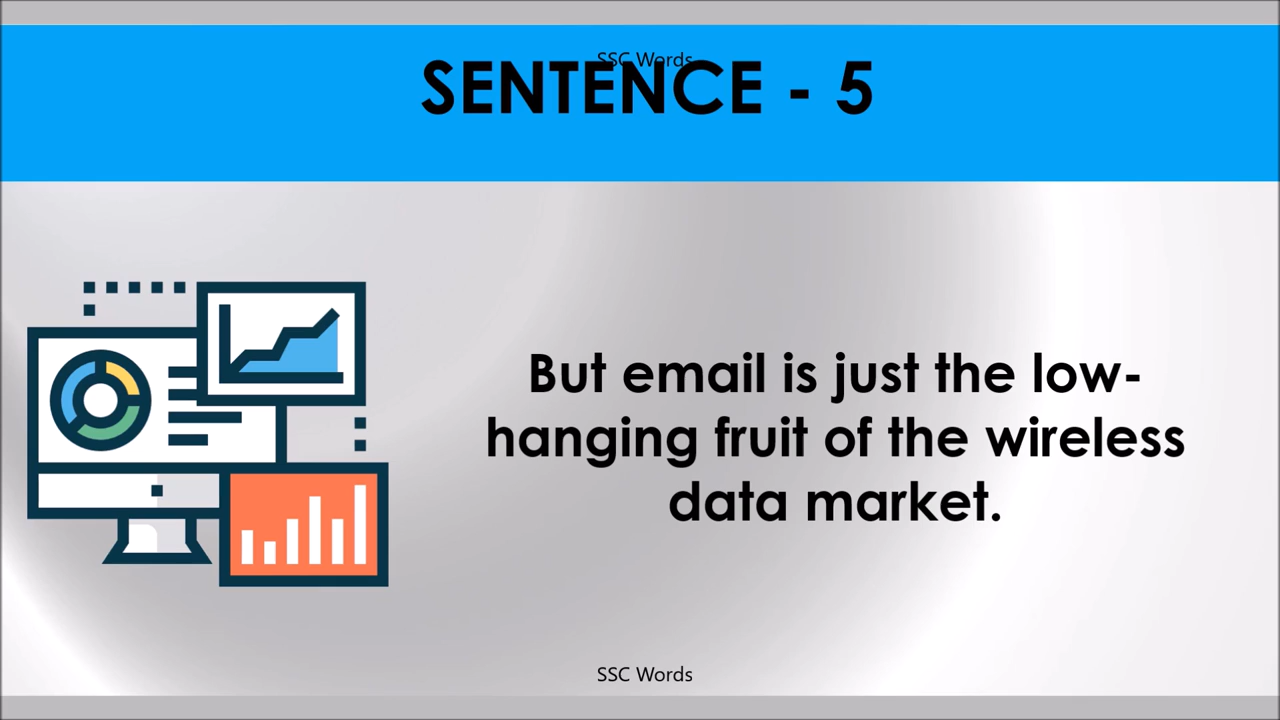 SSC Words
SENTENCE - 5
But email is just the low-
hanging fruit of the wireless
data market.
SSC Words